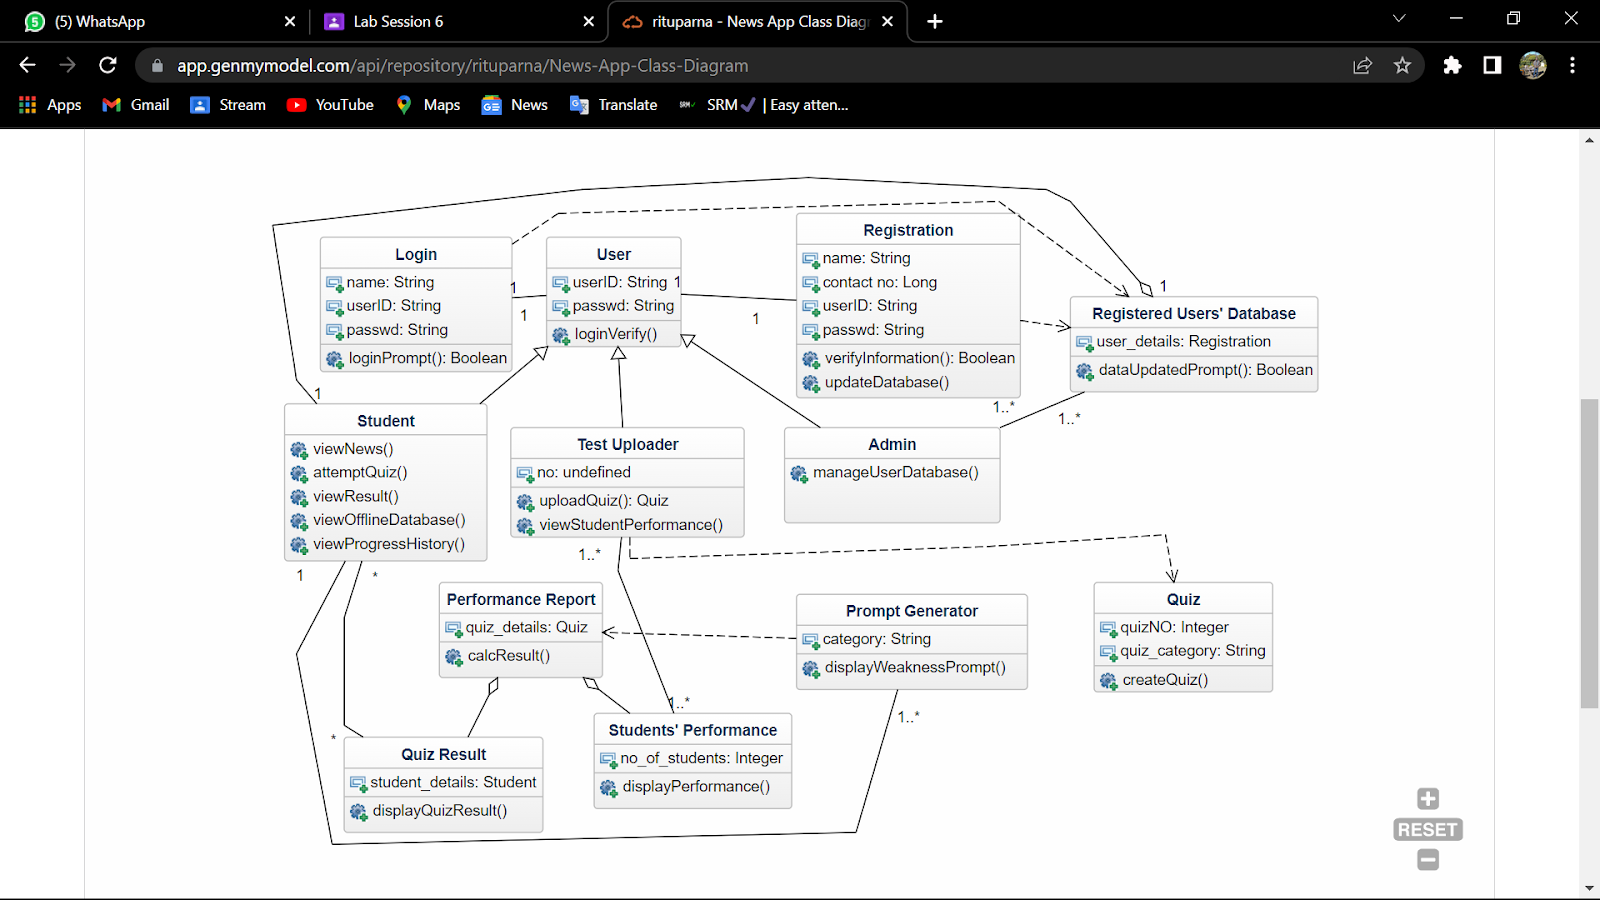 (5) WhatsApp
Lab Session 6
rituparna - News App Class Diagr
app.genmymodel.com/api/repository/rituparna/News-App-Class-Diagram
Apps
Gmail
Stream
YouTube
Maps
News
Translate
SRM
SRM ✓ | Easy atten...
Login
name: String
userID: String
passwd: String
loginPrompt(): Boolean
1
1
User
userID: String
passwd: String
loginVerify()
1
1
Registration
name: String
contact no: Long
userID: String
passwd: String
verifyInformation(): Boolean
updateDatabase()
1
Registered Users' Database
user_details: Registration
dataUpdatedPrompt(): Boolean
1..*
1..*
1
Student
viewNews()
attemptQuiz()
viewResult()
viewOfflineDatabase()
viewProgressHistory()
1
*
Test Uploader
no: undefined
uploadQuiz(): Quiz
viewStudentPerformance()
1..*
Admin
manageUserDatabase()
Performance Report
quiz_details: Quiz
calcResult()
Prompt Generator
category: String
displayWeaknessPrompt()
1..*
Quiz
quizNO: Integer
quiz_category: String
createQuiz()
*
Quiz Result
student_details: Student
displayQuizResult()
1..*
Students' Performance
no_of_students: Integer
displayPerformance()
RESET